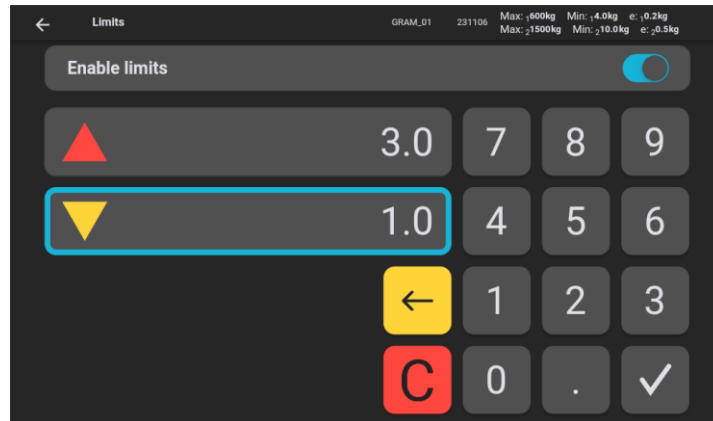 ← Limits GRAM_01 231106 Max: ₁600kg Min: ₁4.0kg e: ₁0.2kg
Max: ₂1500kg Min: ₂10.0kg e: ₂0.5kg
Enable limits
3.0 7 8 9
1.0 4 5 6
← 1 2 3
C 0 . ✓